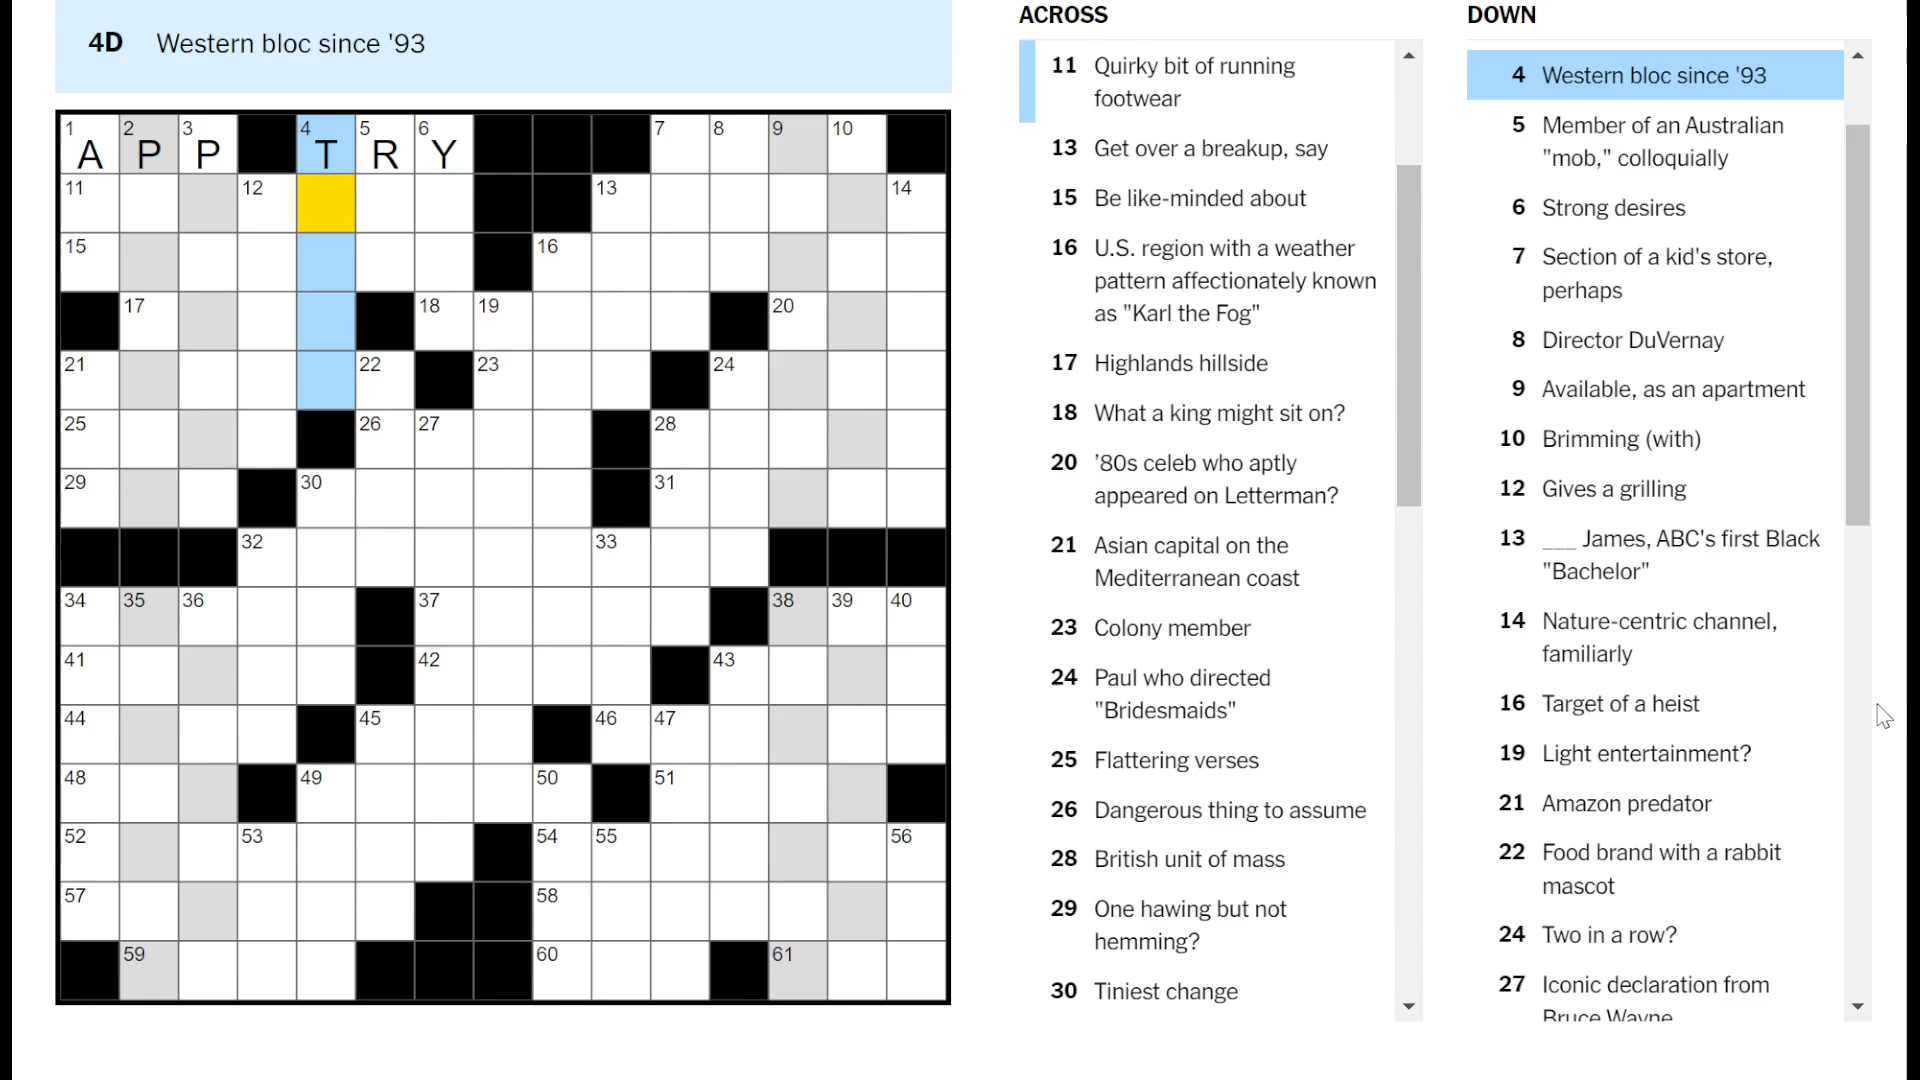 4D Western bloc since '93
1 2 3 4 5 6 7 8 9 10
A P P T R Y
11 12 13 14
15 16
17 18 19 20
21 22 23 24
25 26 27 28
29 30 31
32 33
34 35 36 37 38 39 40
41 42 43
44 45 46 47
48 49 50 51
52 53 54 55 56
57 58
59 60 61
ACROSS
11 Quirky bit of running
footwear
13 Get over a breakup, say
15 Be like-minded about
16 U.S. region with a weather
pattern affectionately known
as "Karl the Fog"
17 Highlands hillside
18 What a king might sit on?
20 ’80s celeb who aptly
appeared on Letterman?
21 Asian capital on the
Mediterranean coast
23 Colony member
24 Paul who directed
"Bridesmaids"
25 Flattering verses
26 Dangerous thing to assume
28 British unit of mass
29 One hawing but not
hemming?
30 Tiniest change
DOWN
4 Western bloc since '93
5 Member of an Australian
"mob," colloquially
6 Strong desires
7 Section of a kid's store,
perhaps
8 Director DuVernay
9 Available, as an apartment
10 Brimming (with)
12 Gives a grilling
13 ___ James, ABC's first Black
"Bachelor"
14 Nature-centric channel,
familiarly
16 Target of a heist
19 Light entertainment?
21 Amazon predator
22 Food brand with a rabbit
mascot
24 Two in a row?
27 Iconic declaration from
Bruce Wayne